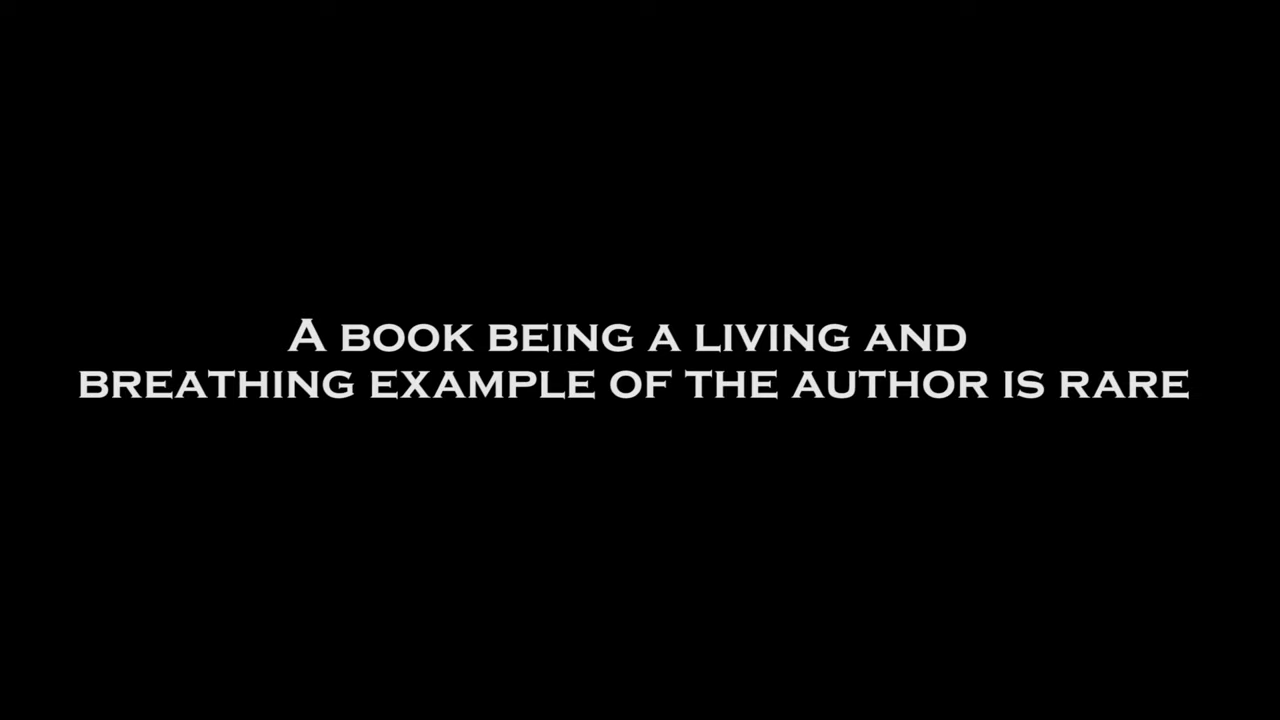 A BOOK BEING A LIVING AND
BREATHING EXAMPLE OF THE AUTHOR IS RARE